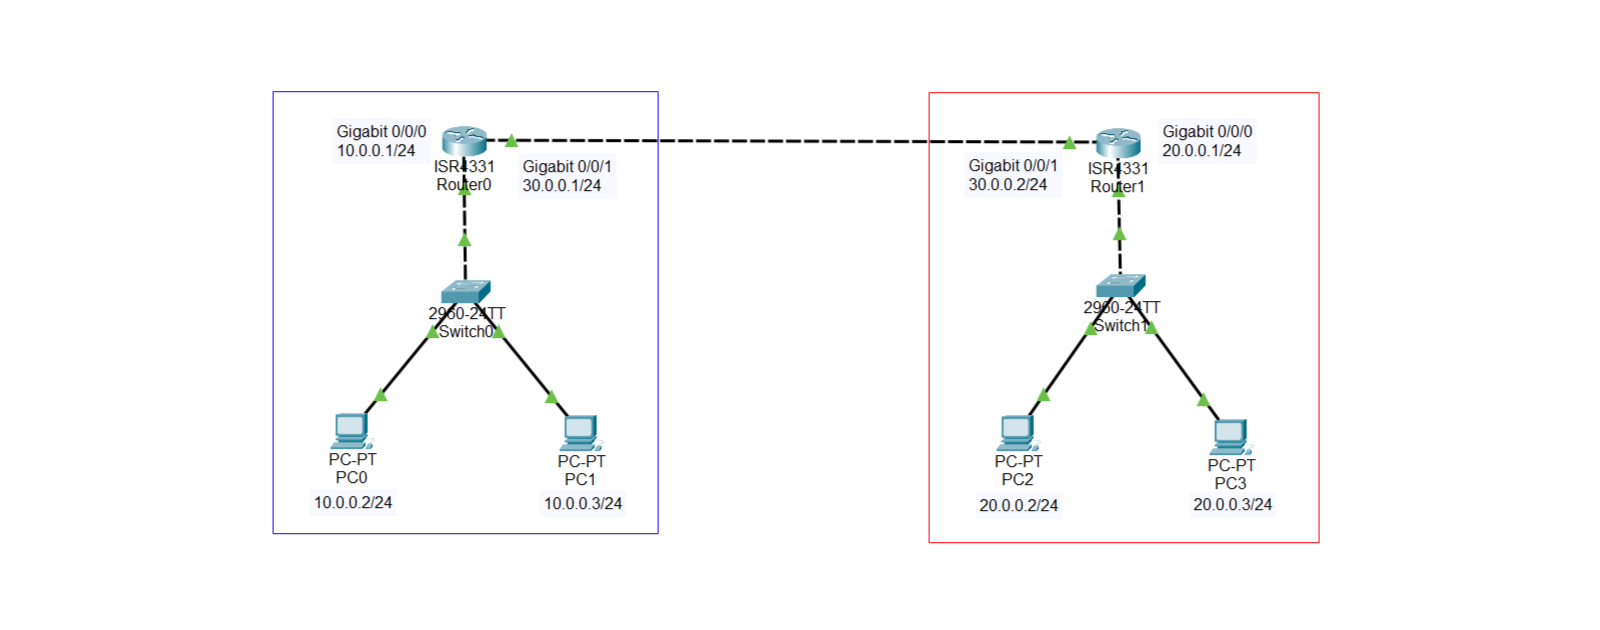 Gigabit 0/0/0
10.0.0.1/24
ISR4331
Router0
Gigabit 0/0/1
30.0.0.1/24
2960-24TT
Switch0
PC-PT
PC0
10.0.0.2/24
PC-PT
PC1
10.0.0.3/24
Gigabit 0/0/1
30.0.0.2/24
ISR4331
Router1
Gigabit 0/0/0
20.0.0.1/24
2960-24TT
Switch1
PC-PT
PC2
20.0.0.2/24
PC-PT
PC3
20.0.0.3/24